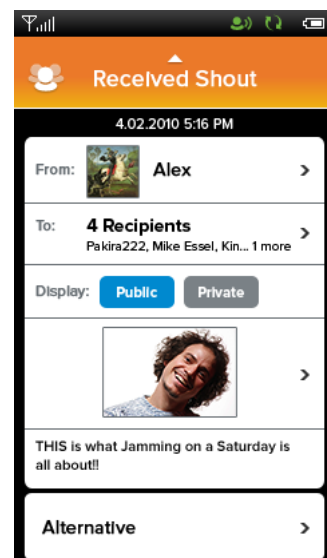 Received Shout
4.02.2010 5:16 PM
From: Alex
To: 4 Recipients
Pakira222, Mike Essel, Kin... 1 more
Display: Public Private
THIS is what Jamming on a Saturday is
all about!!
Alternative